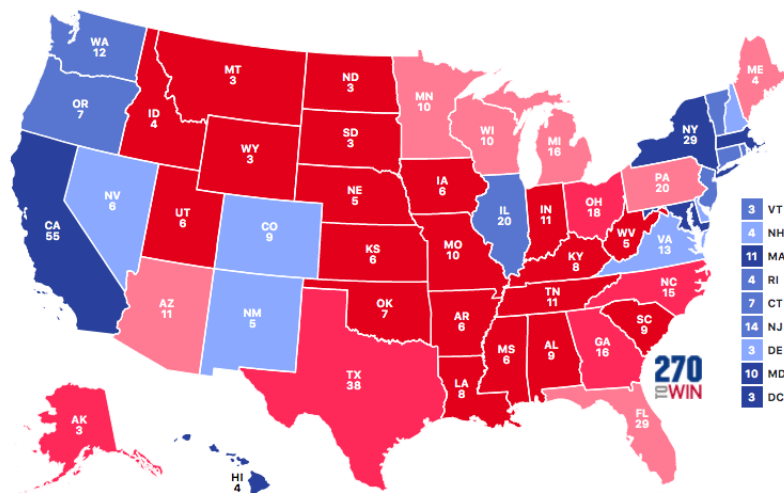 WA
12
OR
7
CA
55
NV
6
ID
4
MT
3
WY
3
UT
6
AZ
11
CO
9
NM
5
ND
3
SD
3
NE
5
KS
6
OK
7
TX
38
MN
10
IA
6
MO
10
AR
6
LA
8
WI
10
IL
20
MI
16
IN
11
OH
18
KY
8
TN
11
MS
6
AL
9
GA
16
FL
29
SC
9
NC
15
VA
13
WV
5
PA
20
NY
29
ME
4
AK
3
HI
4
270
TO
WIN
3 VT
4 NH
11 MA
4 RI
7 CT
14 NJ
3 DE
10 MD
3 DC